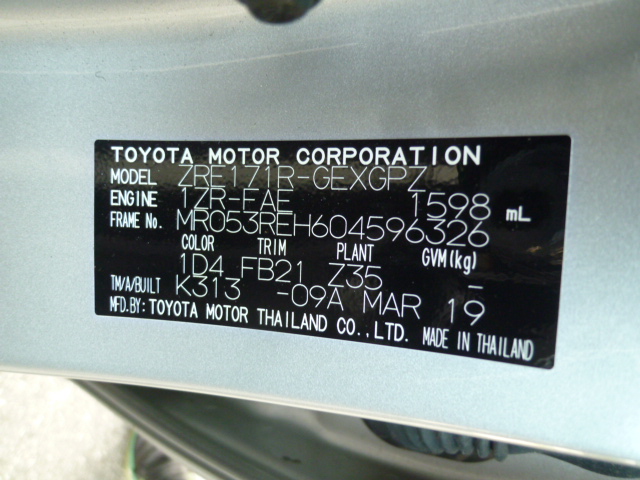 TOYOTA MOTOR CORPORATION
MODEL ZRE171R-GEXGPZ
ENGINE 1ZR-FAE 1598 mL
FRAME No. MR053REH604596326
COLOR TRIM PLANT GVM(kg)
1D4 FB21 Z35 -
TM/A/BUILT K313 -09A MAR 19
MFD.BY:TOYOTA MOTOR THAILAND CO.,LTD. MADE IN THAILAND